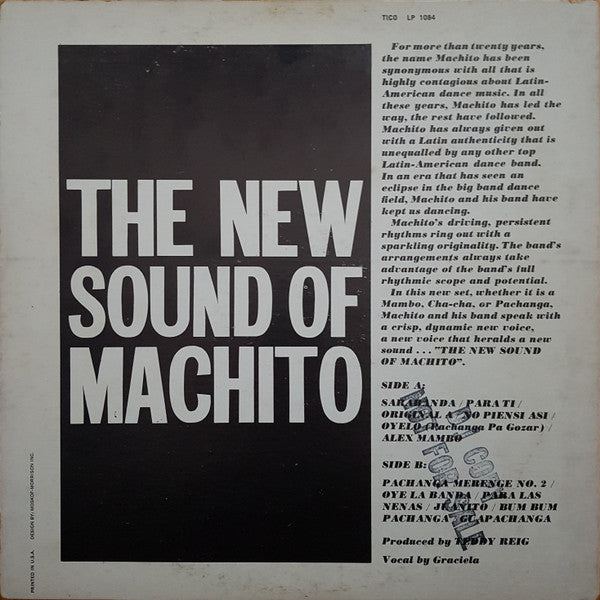 TICO LP 1084
For more than twenty years,
the name Machito has been
synonymous with all that is
highly contagious about Latin-
American dance music. In all
these years, Machito has led the
way, the rest have followed.
Machito has always given out
with a Latin authenticity that is
unequalled by any other top
Latin-American dance band.
In an era that has seen an
eclipse in the big band dance
field, Machito and his band have
kept us dancing.
Machito's driving, persistent
rhythms ring out with a
sparkling originality. The band's
arrangements always take
advantage of the band's full
rhythmic scope and potential.
In this new set, whether it is a
Mambo, Cha-cha, or Pachanga,
Machito and his band speak with
a crisp, dynamic new voice,
a new voice that heralds a new
sound . . . "THE NEW SOUND
OF MACHITO".
THE NEW
SOUND OF
MACHITO
SIDE A:
SARABANDA / PARA TI /
ORIGINAL A / NO PIENSI ASI /
OYELO (Pachanga Pa Gozar) /
ALEX MAMBO
SIDE B:
PACHANGA MERENGE NO. 2 /
OYE LA BANDA / PARA LAS
NENAS / JUANITO / BUM BUM
PACHANGA / GUAPACHANGA
Produced by TEDDY REIG
Vocal by Graciela
D.J. COPY
NOT FOR SALE
DESIGN BY: MOSKOF-MORRISON INC.
PRINTED IN U.S.A.